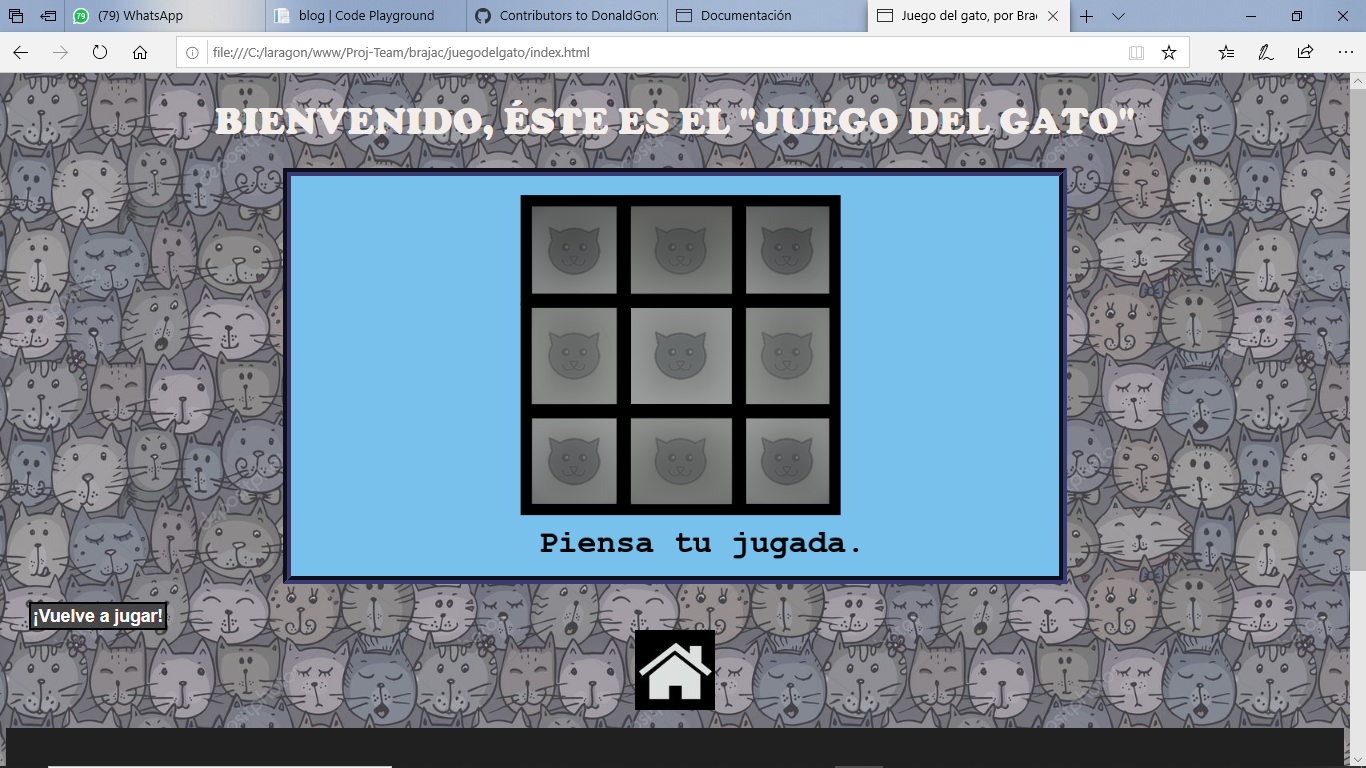 (79) WhatsApp
blog | Code Playground
Contributors to DonaldGon
Documentación
Juego del gato, por Bra
file:///C:/laragon/www/Proj-Team/brajac/juegodelgato/index.html
BIENVENIDO, ÉSTE ES EL "JUEGO DEL GATO"
Piensa tu jugada.
¡Vuelve a jugar!